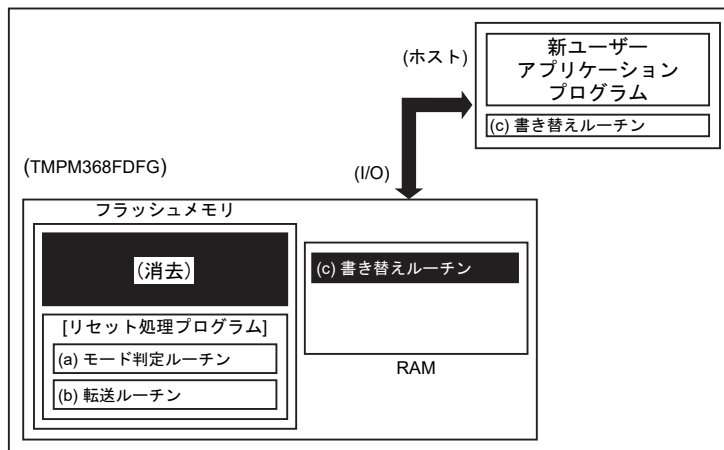 (ホスト)
新ユーザー
アプリケーション
プログラム
(c) 書き替えルーチン
(TMPM368FDFG)
(I/O)
フラッシュメモリ
(消去)
[リセット処理プログラム]
(a) モード判定ルーチン
(b) 転送ルーチン
(c) 書き替えルーチン
RAM